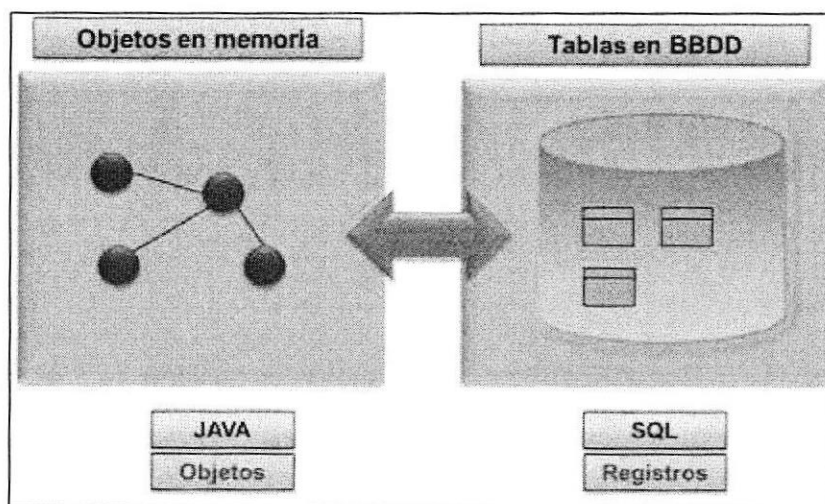 Objetos en memoria
Tablas en BBDD
JAVA
Objetos
SQL
Registros